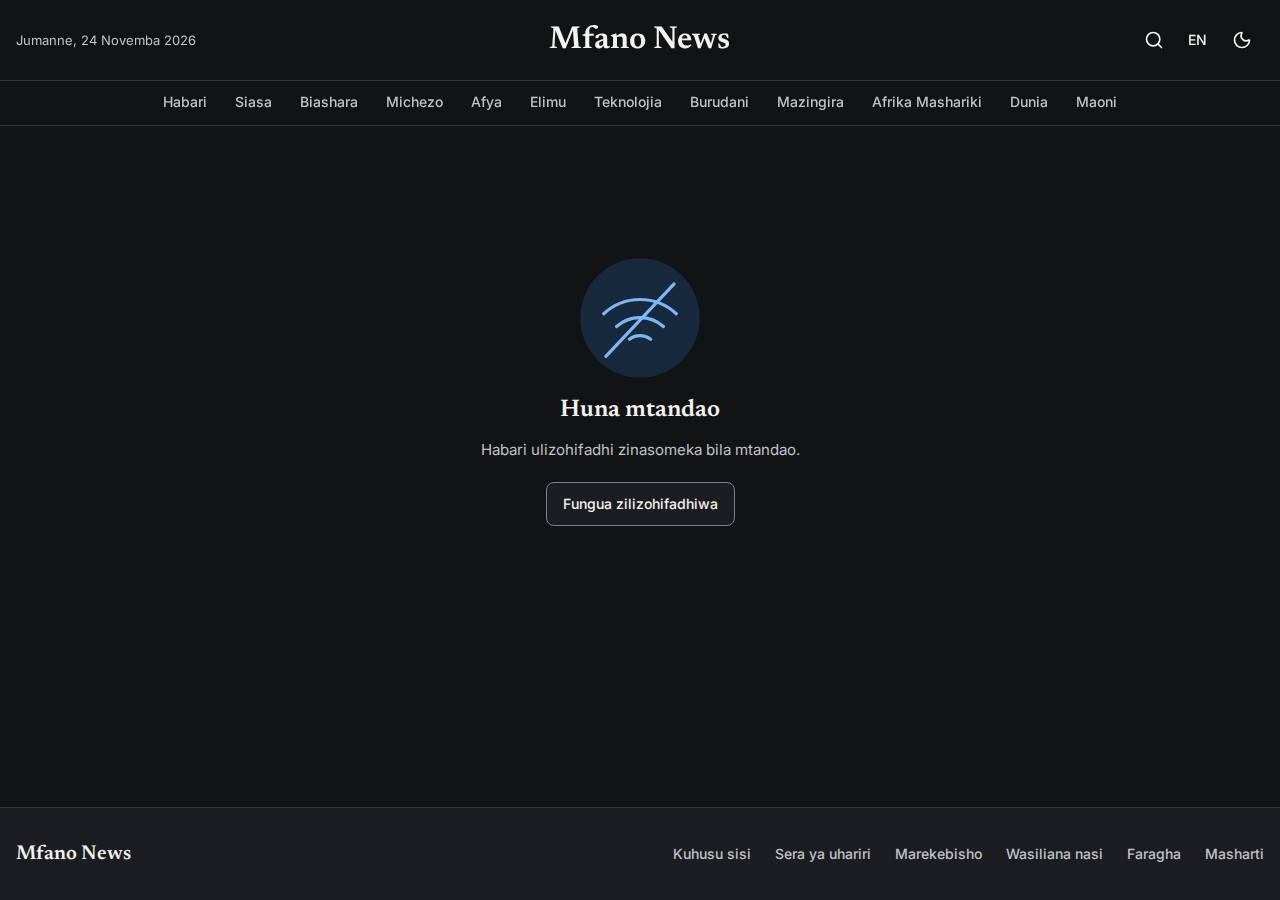 Jumanne, 24 Novemba 2026
Mfano News
EN
Habari Siasa Biashara Michezo Afya Elimu Teknolojia Burudani Mazingira Afrika Mashariki Dunia Maoni
Huna mtandao
Habari ulizohifadhi zinasomeka bila mtandao.
Fungua zilizohifadhiwa
Mfano News
Kuhusu sisi Sera ya uhariri Marekebisho Wasiliana nasi Faragha Masharti